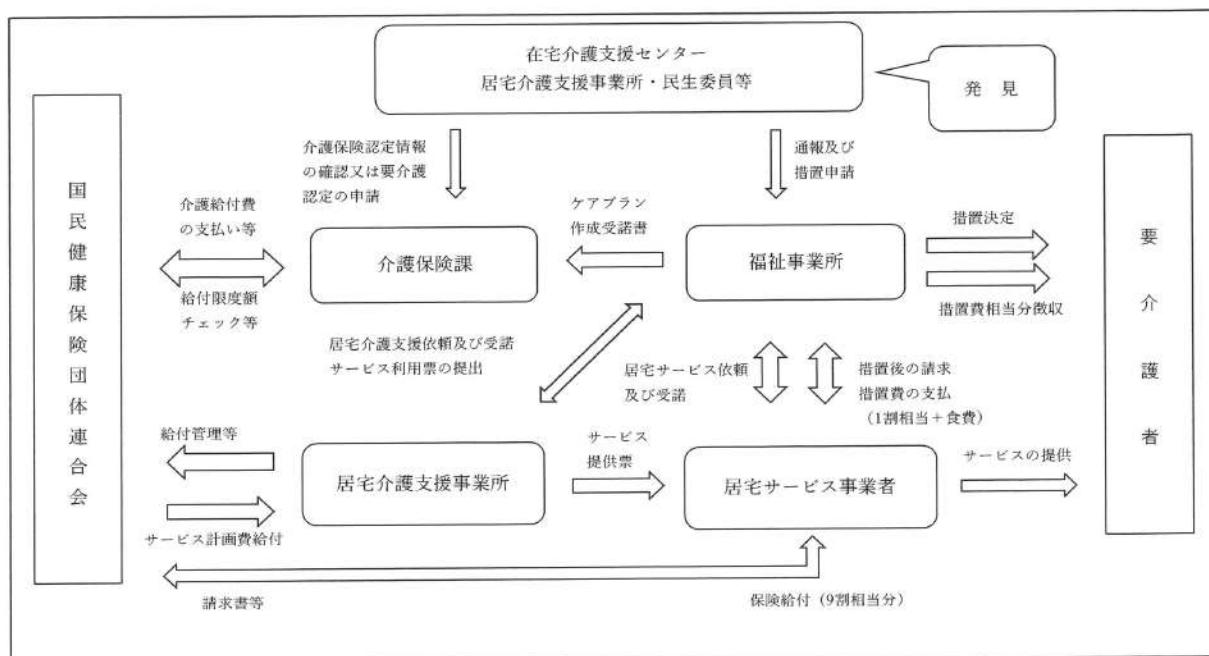 在宅介護支援センター
居宅介護支援事業所・民生委員等
発 見
国民健康保険団体連合会
介護保険認定情報
の確認又は要介護
認定の申請
通報及び
措置申請
要介護者
介護給付費
の支払い等
ケアプラン
作成受諾書
措置決定
介護保険課
福祉事業所
給付限度額
チェック等
措置費相当分徴収
居宅介護支援依頼及び受諾
サービス利用票の提出
居宅サービス依頼
及び受諾
措置後の請求
措置費の支払
(1割相当+食費)
給付管理等
サービス
提供票
サービスの提供
居宅介護支援事業所
居宅サービス事業者
サービス計画費給付
請求書等
保険給付(9割相当分)